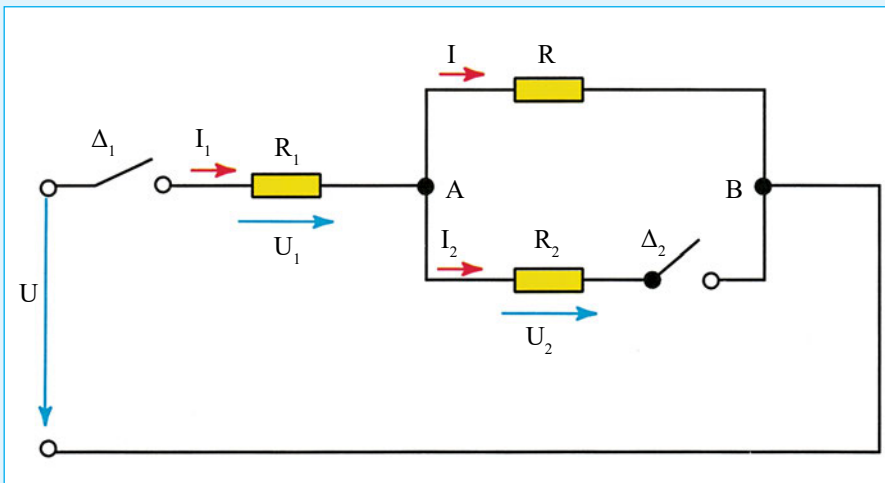 I R
Δ₁ I₁ R₁
A B
U₁ I₂ R₂ Δ₂
U
U₂